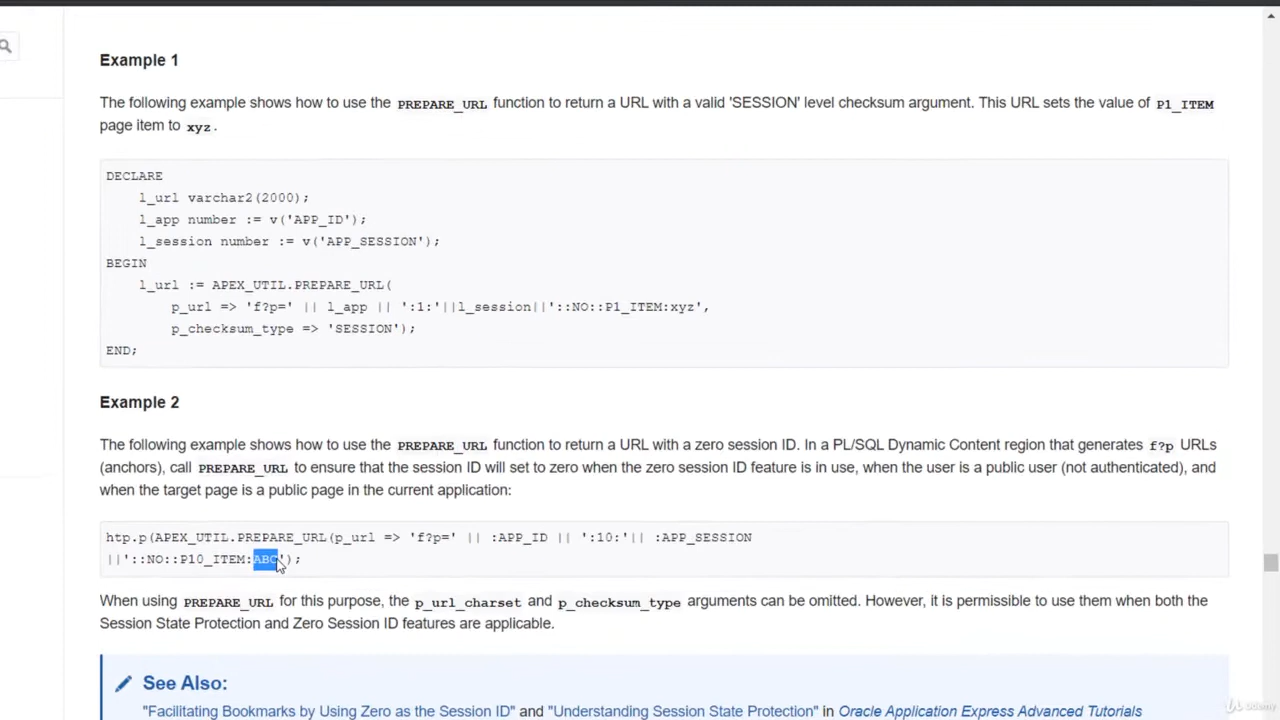 Example 1
The following example shows how to use the PREPARE_URL function to return a URL with a valid 'SESSION' level checksum argument. This URL sets the value of P1_ITEM
page item to xyz.
DECLARE
l_url varchar2(2000);
l_app number := v('APP_ID');
l_session number := v('APP_SESSION');
BEGIN
l_url := APEX_UTIL.PREPARE_URL(
p_url => 'f?p=' || l_app || ':1:'||l_session||'::NO::P1_ITEM:xyz',
p_checksum_type => 'SESSION');
END;
Example 2
The following example shows how to use the PREPARE_URL function to return a URL with a zero session ID. In a PL/SQL Dynamic Content region that generates f?p URLs
(anchors), call PREPARE_URL to ensure that the session ID will set to zero when the zero session ID feature is in use, when the user is a public user (not authenticated), and
when the target page is a public page in the current application:
htp.p(APEX_UTIL.PREPARE_URL(p_url => 'f?p=' || :APP_ID || ':10:'|| :APP_SESSION
||'::NO::P10_ITEM:ABC');
When using PREPARE_URL for this purpose, the p_url_charset and p_checksum_type arguments can be omitted. However, it is permissible to use them when both the
Session State Protection and Zero Session ID features are applicable.
See Also:
"Facilitating Bookmarks by Using Zero as the Session ID" and "Understanding Session State Protection" in Oracle Application Express Advanced Tutorials
udemy